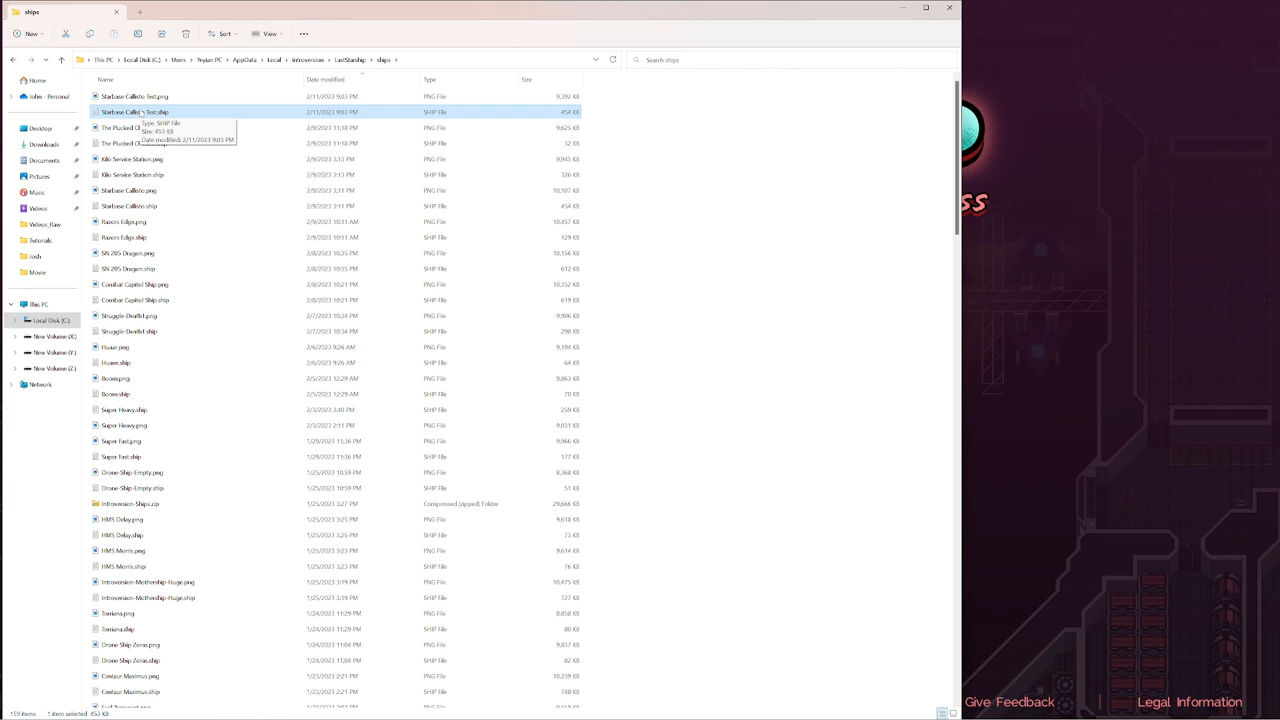 ships
New
Sort
View
This PC > Local Disk (C:) > Users > Yeyian PC > AppData > Local > Introversion > LastStarship > ships >
Search ships
Name Date modified Type Size
Home
John - Personal
Desktop
Downloads
Documents
Pictures
Music
Videos
Videos_Raw
Tutorials
Josh
Movie
This PC
Local Disk (C:)
New Volume (X:)
New Volume (Y:)
New Volume (Z:)
Network
Starbase Callisto Test.png 2/11/2023 9:03 PM PNG File 9,392 KB
Starbase Callisto Test.ship 2/11/2023 9:03 PM SHIP File 454 KB
The Plucked 2/9/2023 11:18 PM PNG File 9,625 KB
The Plucked 2/9/2023 11:18 PM SHIP File 32 KB
Type: SHIP File
Size: 453 KB
Date modified: 2/11/2023 9:03 PM
Kilo Service Station.png 2/9/2023 3:13 PM PNG File 9,945 KB
Kilo Service Station.ship 2/9/2023 3:13 PM SHIP File 326 KB
Starbase Callisto.png 2/9/2023 3:11 PM PNG File 10,187 KB
Starbase Callisto.ship 2/9/2023 3:11 PM SHIP File 454 KB
Razors Edge.png 2/9/2023 10:11 AM PNG File 10,457 KB
Razors Edge.ship 2/9/2023 10:11 AM SHIP File 129 KB
SN 205 Dragon.png 2/8/2023 10:35 PM PNG File 10,156 KB
SN 205 Dragon.ship 2/8/2023 10:35 PM SHIP File 612 KB
Combat Capitol Ship.png 2/8/2023 10:21 PM PNG File 10,352 KB
Combat Capitol Ship.ship 2/8/2023 10:21 PM SHIP File 619 KB
Struggle-Death1.png 2/7/2023 10:34 PM PNG File 9,906 KB
Struggle-Death1.ship 2/7/2023 10:34 PM SHIP File 298 KB
Huaar.png 2/6/2023 9:26 AM PNG File 9,194 KB
Huaar.ship 2/6/2023 9:26 AM SHIP File 64 KB
Boom.png 2/5/2023 12:29 AM PNG File 9,863 KB
Boom.ship 2/5/2023 12:29 AM SHIP File 70 KB
Super Heavy.ship 2/3/2023 3:40 PM SHIP File 259 KB
Super Heavy.png 2/3/2023 2:11 PM PNG File 9,031 KB
Super Fast.png 1/29/2023 11:36 PM PNG File 9,966 KB
Super Fast.ship 1/29/2023 11:36 PM SHIP File 177 KB
Drone-Ship-Empty.png 1/25/2023 10:59 PM PNG File 8,368 KB
Drone-Ship-Empty.ship 1/25/2023 10:59 PM SHIP File 51 KB
Introversion-Ships.zip 1/25/2023 3:27 PM Compressed (zipped) Folder 29,666 KB
HMS Delay.png 1/25/2023 3:25 PM PNG File 9,618 KB
HMS Delay.ship 1/25/2023 3:25 PM SHIP File 73 KB
HMS Morris.png 1/25/2023 3:23 PM PNG File 9,614 KB
HMS Morris.ship 1/25/2023 3:23 PM SHIP File 76 KB
Introversion-Mothership-Huge.png 1/25/2023 3:19 PM PNG File 10,475 KB
Introversion-Mothership-Huge.ship 1/25/2023 3:19 PM SHIP File 727 KB
Torriana.png 1/24/2023 11:29 PM PNG File 8,858 KB
Torriana.ship 1/24/2023 11:29 PM SHIP File 80 KB
Drone Ship Zoras.png 1/24/2023 11:04 PM PNG File 9,837 KB
Drone Ship Zoras.ship 1/24/2023 11:04 PM SHIP File 82 KB
Centaur Maximus.png 1/23/2023 2:21 PM PNG File 10,239 KB
Centaur Maximus.ship 1/23/2023 2:21 PM SHIP File 748 KB
159 items 1 item selected 453 KB
SS
Give Feedback | Legal Information